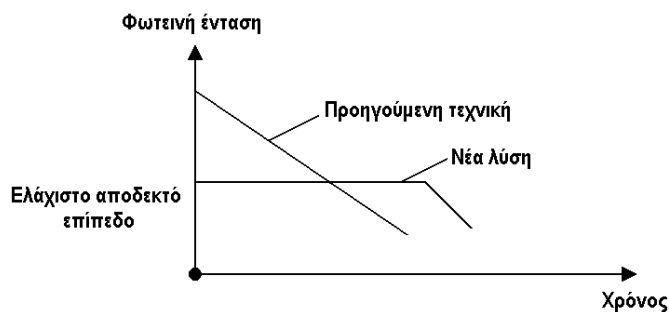 Φωτεινή ένταση
Προηγούμενη τεχνική
Νέα λύση
Ελάχιστο αποδεκτό
επίπεδο
Χρόνος